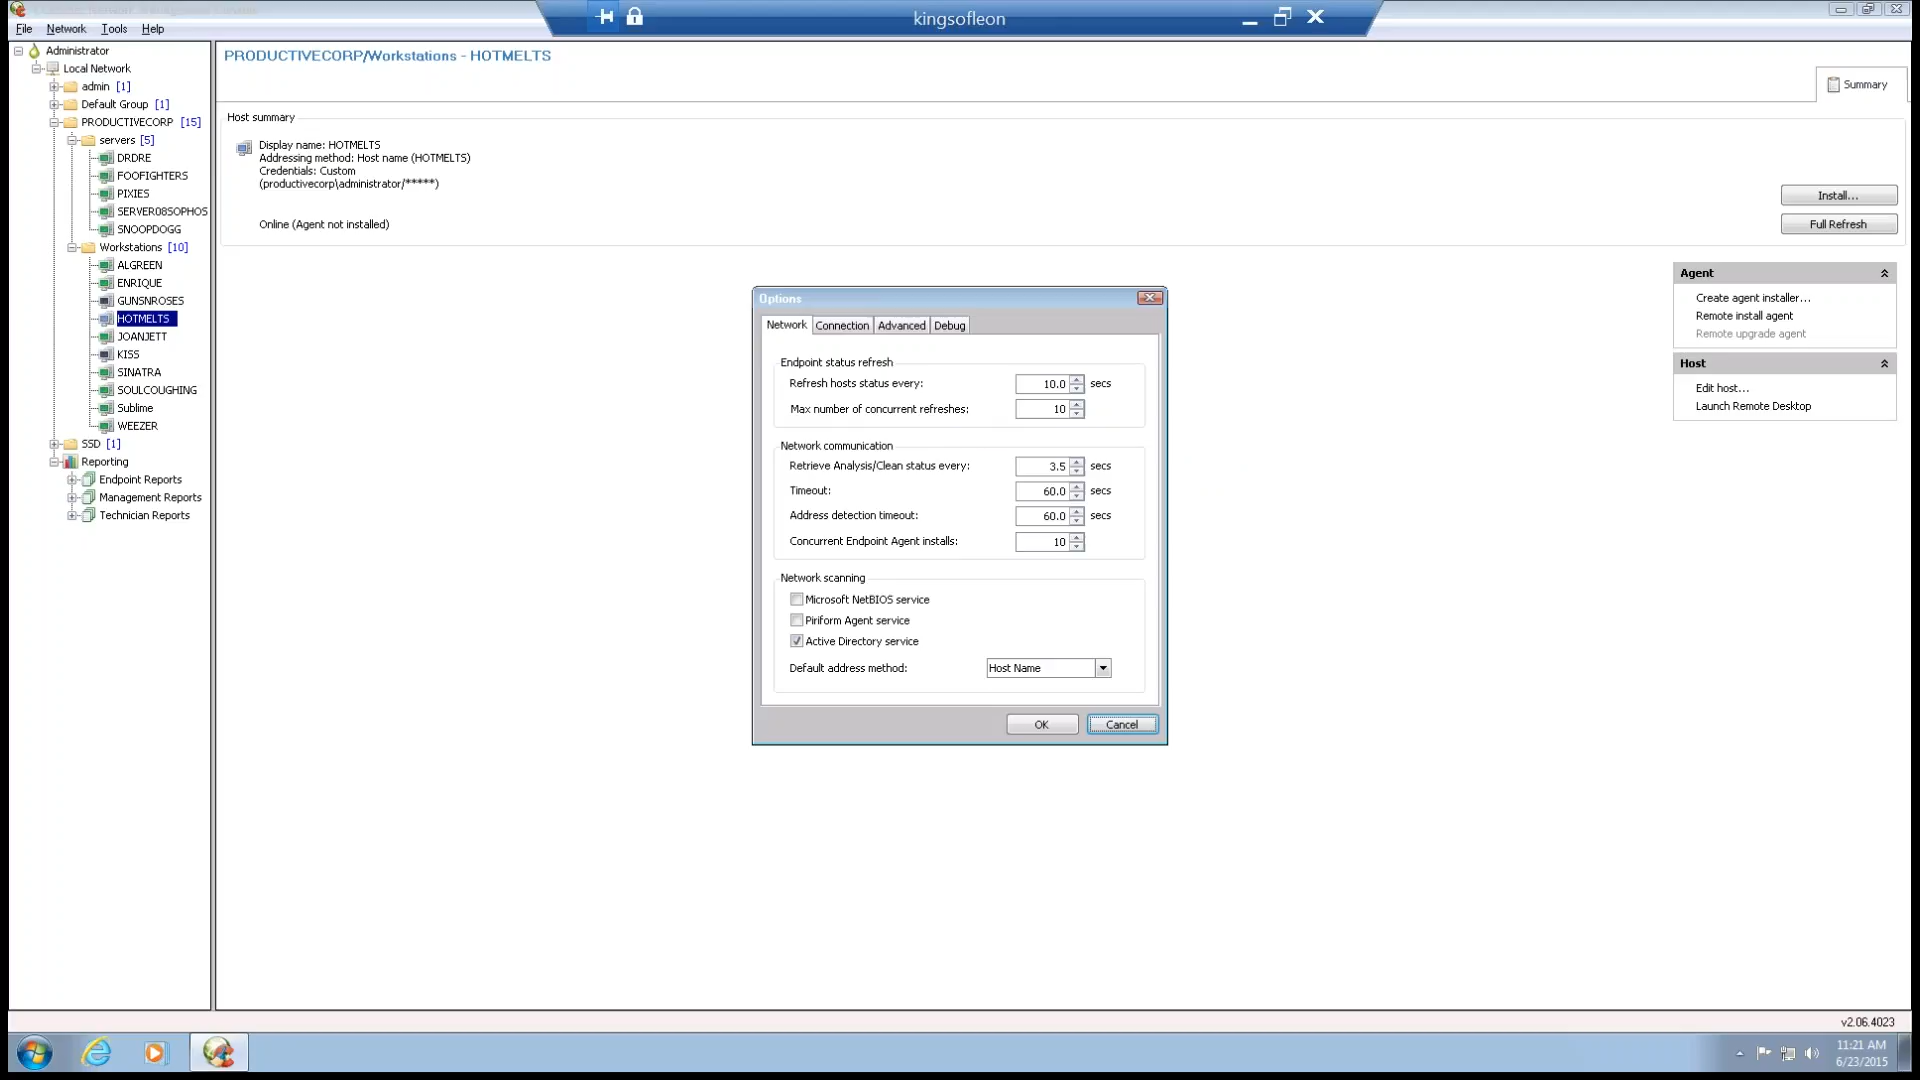 kingsofleon
File Network Tools Help
Administrator
Local Network
admin [1]
Default Group [1]
PRODUCTIVECORP [15]
servers [5]
DRDRE
FOOFIGHTERS
PIXIES
SERVER08SOPHOS
SNOOPDOGG
Workstations [10]
ALGREEN
ENRIQUE
GUNSNROSES
HOTMELTS
JOANJETT
KISS
SINATRA
SOULCOUGHING
Sublime
WEEZER
SSD [1]
Reporting
Endpoint Reports
Management Reports
Technician Reports
PRODUCTIVECORP/Workstations - HOTMELTS
Summary
Host summary
Display name: HOTMELTS
Addressing method: Host name (HOTMELTS)
Credentials: Custom
(productivecorp\administrator/*****)
Online (Agent not installed)
Install...
Full Refresh
Agent
Create agent installer...
Remote install agent
Remote upgrade agent
Host
Edit host...
Launch Remote Desktop
Options
Network Connection Advanced Debug
Endpoint status refresh
Refresh hosts status every: 10.0 secs
Max number of concurrent refreshes: 10
Network communication
Retrieve Analysis/Clean status every: 3.5 secs
Timeout: 60.0 secs
Address detection timeout: 60.0 secs
Concurrent Endpoint Agent installs: 10
Network scanning
Microsoft NetBIOS service
Piriform Agent service
Active Directory service
Default address method: Host Name
OK Cancel
v2.06.4023
11:21 AM
6/23/2015